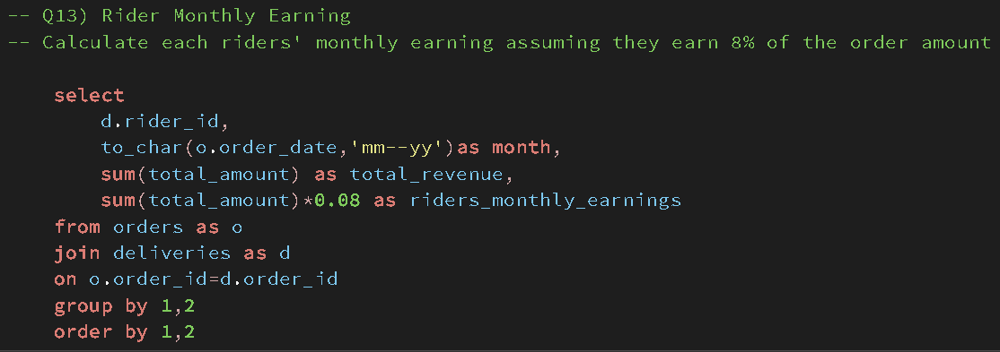 -- Q13) Rider Monthly Earning
-- Calculate each riders' monthly earning assuming they earn 8% of the order amount
select
d.rider_id,
to_char(o.order_date,'mm--yy')as month,
sum(total_amount) as total_revenue,
sum(total_amount)*0.08 as riders_monthly_earnings
from orders as o
join deliveries as d
on o.order_id=d.order_id
group by 1,2
order by 1,2